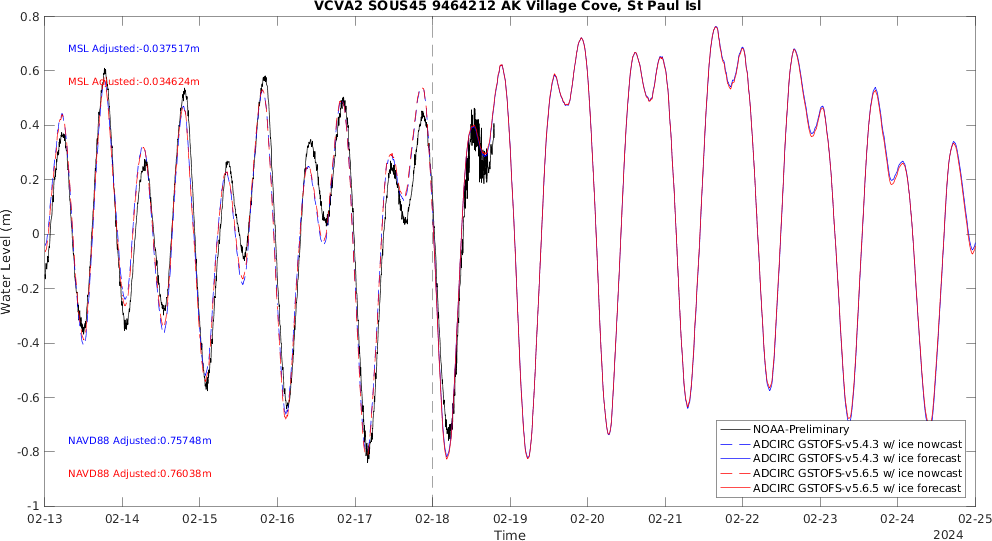 VCVA2 SOUS45 9464212 AK Village Cove, St Paul Isl
0.8
0.6
0.4
0.2
0
-0.2
-0.4
-0.6
-0.8
-1
Water Level (m)
MSL Adjusted:-0.037517m
MSL Adjusted:-0.034624m
NAVD88 Adjusted:0.75748m
NAVD88 Adjusted:0.76038m
NOAA-Preliminary
ADCIRC GSTOFS-v5.4.3 w/ ice nowcast
ADCIRC GSTOFS-v5.4.3 w/ ice forecast
ADCIRC GSTOFS-v5.6.5 w/ ice nowcast
ADCIRC GSTOFS-v5.6.5 w/ ice forecast
02-13 02-14 02-15 02-16 02-17 02-18 02-19 02-20 02-21 02-22 02-23 02-24 02-25
Time
2024